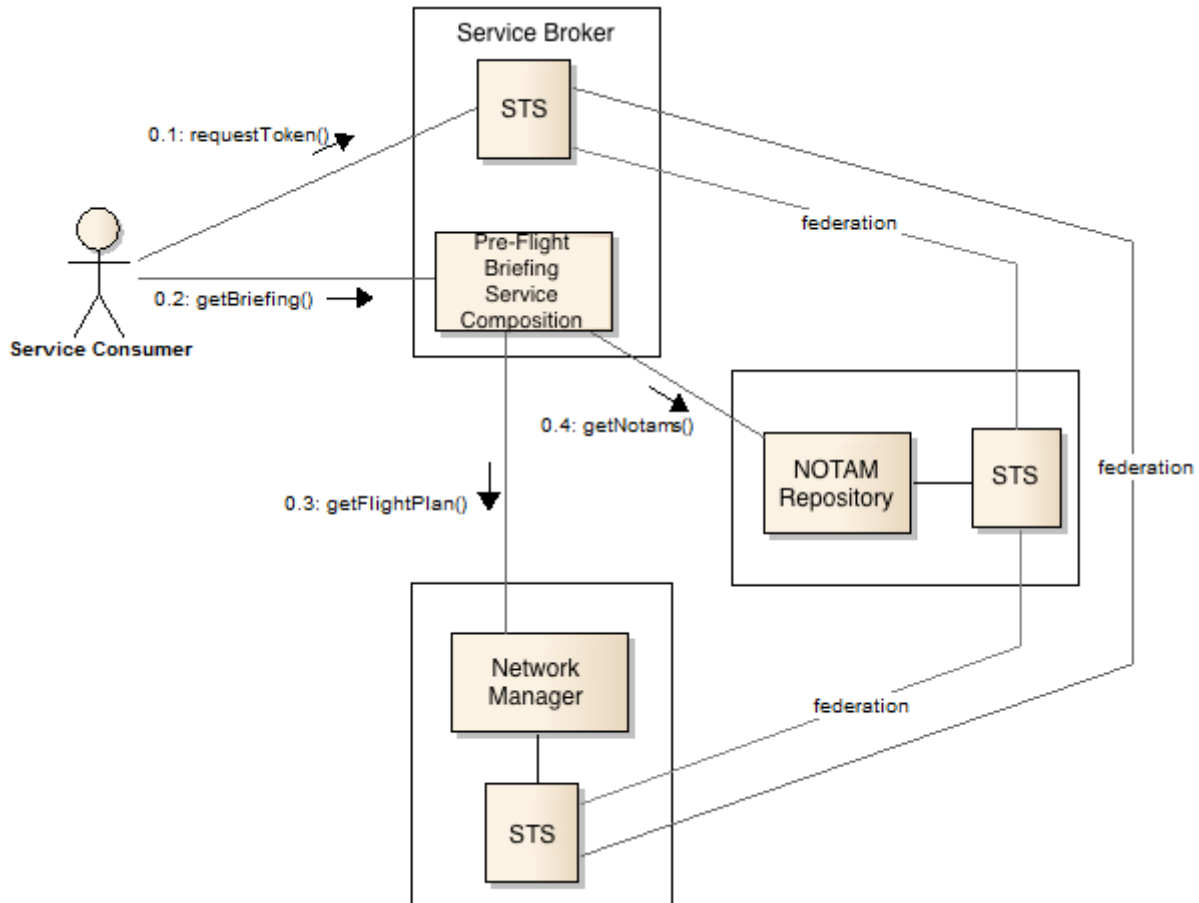 Service Broker
STS
0.1: requestToken()
federation
Pre-Flight
Briefing
Service
Composition
0.2: getBriefing()
Service Consumer
0.4: getNotams()
NOTAM
Repository
STS
federation
0.3: getFlightPlan()
Network
Manager
federation
STS